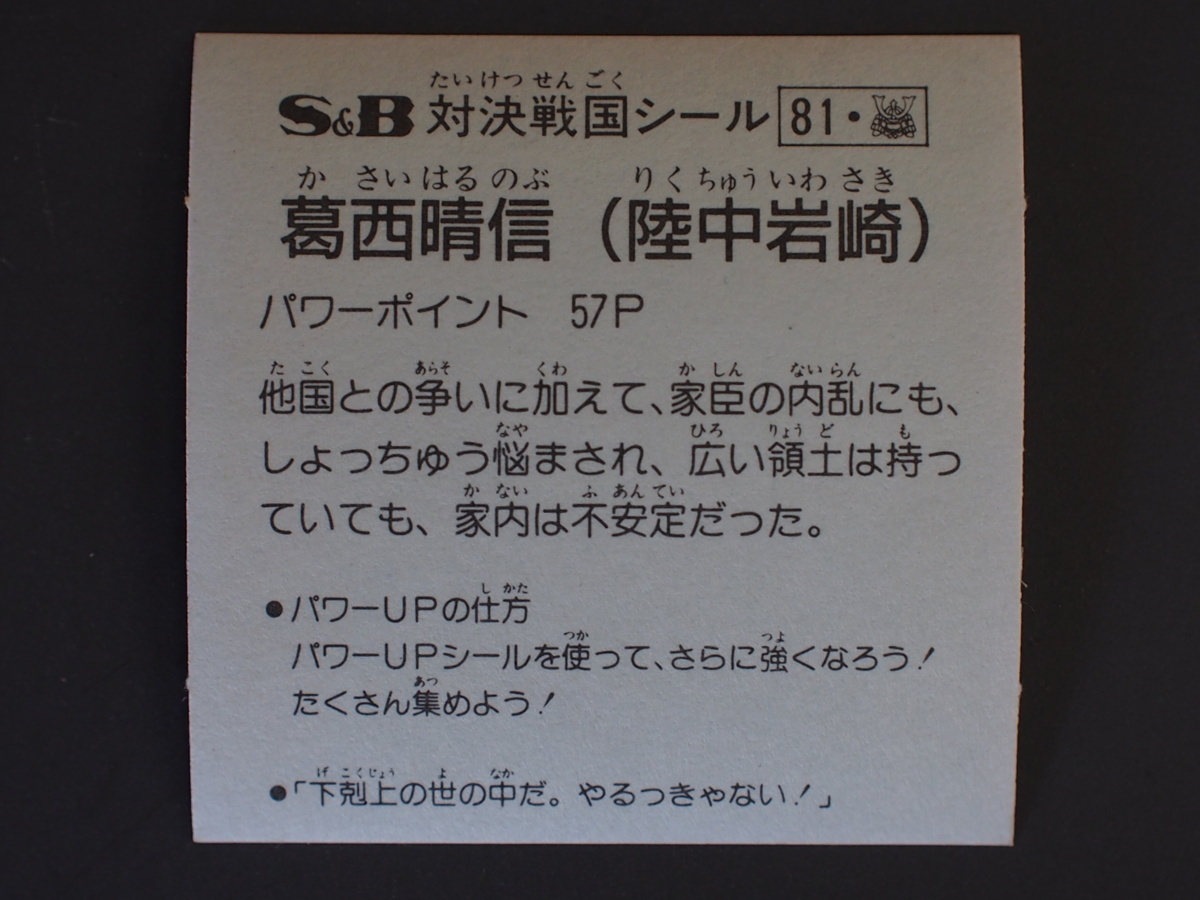 たいけつせんごく
S&B 対決戦国シール 81・
かさいはるのぶ りくちゅういわさき
葛西晴信（陸中岩崎）
パワーポイント 57P
たこく あらそ くわ かしん ないらん
他国との争いに加えて、家臣の内乱にも、
なや ひろ りょうど も
しょっちゅう悩まされ、広い領土は持っ
かない ふあんてい
ていても、家内は不安定だった。
しかた
●パワーUPの仕方
つか つよ
パワーUPシールを使って、さらに強くなろう！
あつ
たくさん集めよう！
げこくじょう よ なか
●「下剋上の世の中だ。やるっきゃない！」